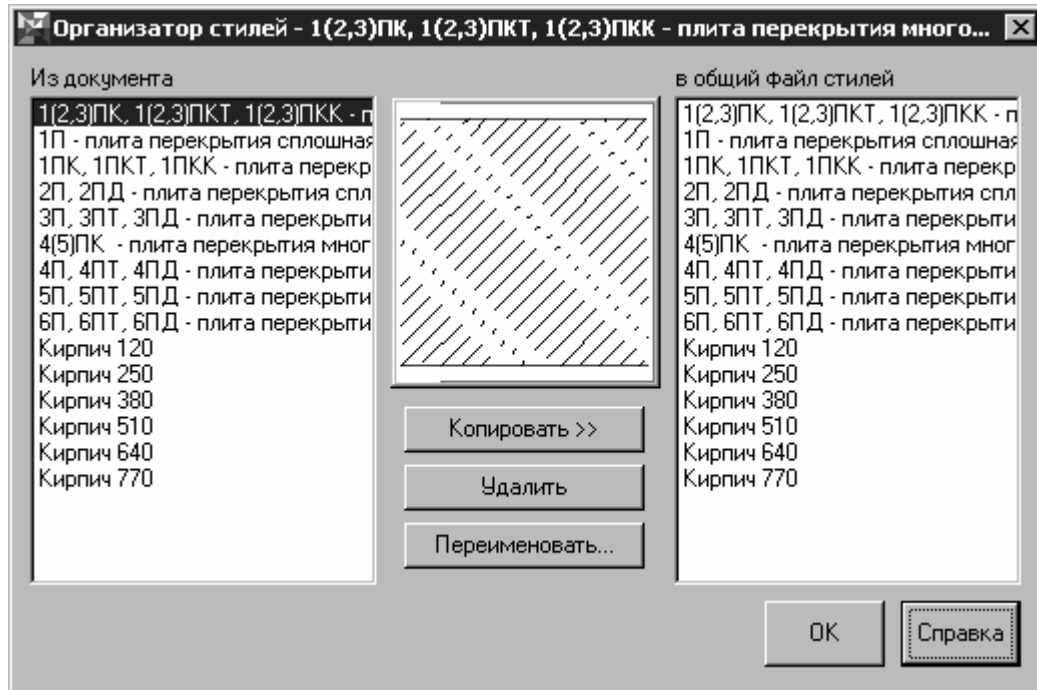 Организатор стилей - 1(2,3)ПК, 1(2,3)ПКТ, 1(2,3)ПКК - плита перекрытия много...
Из документа
1(2,3)ПК, 1(2,3)ПКТ, 1(2,3)ПКК - п
1П - плита перекрытия сплошная
1ПК, 1ПКТ, 1ПКК - плита перекр
2П, 2ПД - плита перекрытия спл
3П, 3ПТ, 3ПД - плита перекрыти
4(5)ПК - плита перекрытия мног
4П, 4ПТ, 4ПД - плита перекрыти
5П, 5ПТ, 5ПД - плита перекрыти
6П, 6ПТ, 6ПД - плита перекрыти
Кирпич 120
Кирпич 250
Кирпич 380
Кирпич 510
Кирпич 640
Кирпич 770
Копировать >>
Удалить
Переименовать...
в общий файл стилей
1(2,3)ПК, 1(2,3)ПКТ, 1(2,3)ПКК - п
1П - плита перекрытия сплошная
1ПК, 1ПКТ, 1ПКК - плита перекр
2П, 2ПД - плита перекрытия спл
3П, 3ПТ, 3ПД - плита перекрыти
4(5)ПК - плита перекрытия мног
4П, 4ПТ, 4ПД - плита перекрыти
5П, 5ПТ, 5ПД - плита перекрыти
6П, 6ПТ, 6ПД - плита перекрыти
Кирпич 120
Кирпич 250
Кирпич 380
Кирпич 510
Кирпич 640
Кирпич 770
OK
Справка